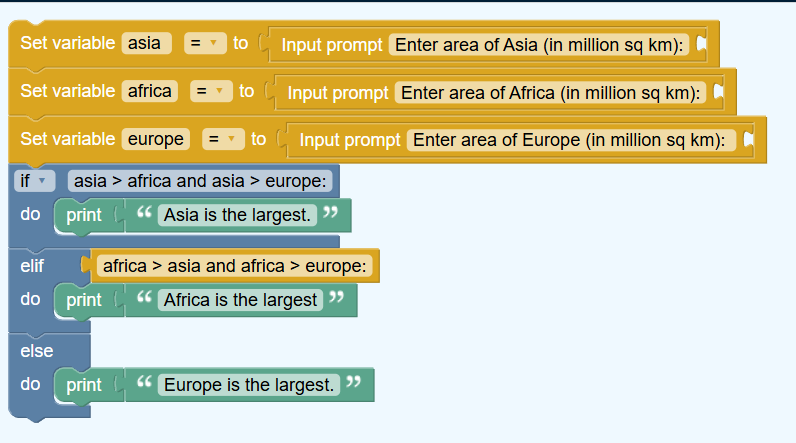 Set variable asia = ▾ to Input prompt Enter area of Asia (in million sq km):
Set variable africa = ▾ to Input prompt Enter area of Africa (in million sq km):
Set variable europe = ▾ to Input prompt Enter area of Europe (in million sq km):
if ▾ asia > africa and asia > europe:
do print “ Asia is the largest. ”
elif africa > asia and africa > europe:
do print “ Africa is the largest ”
else
do print “ Europe is the largest. ”